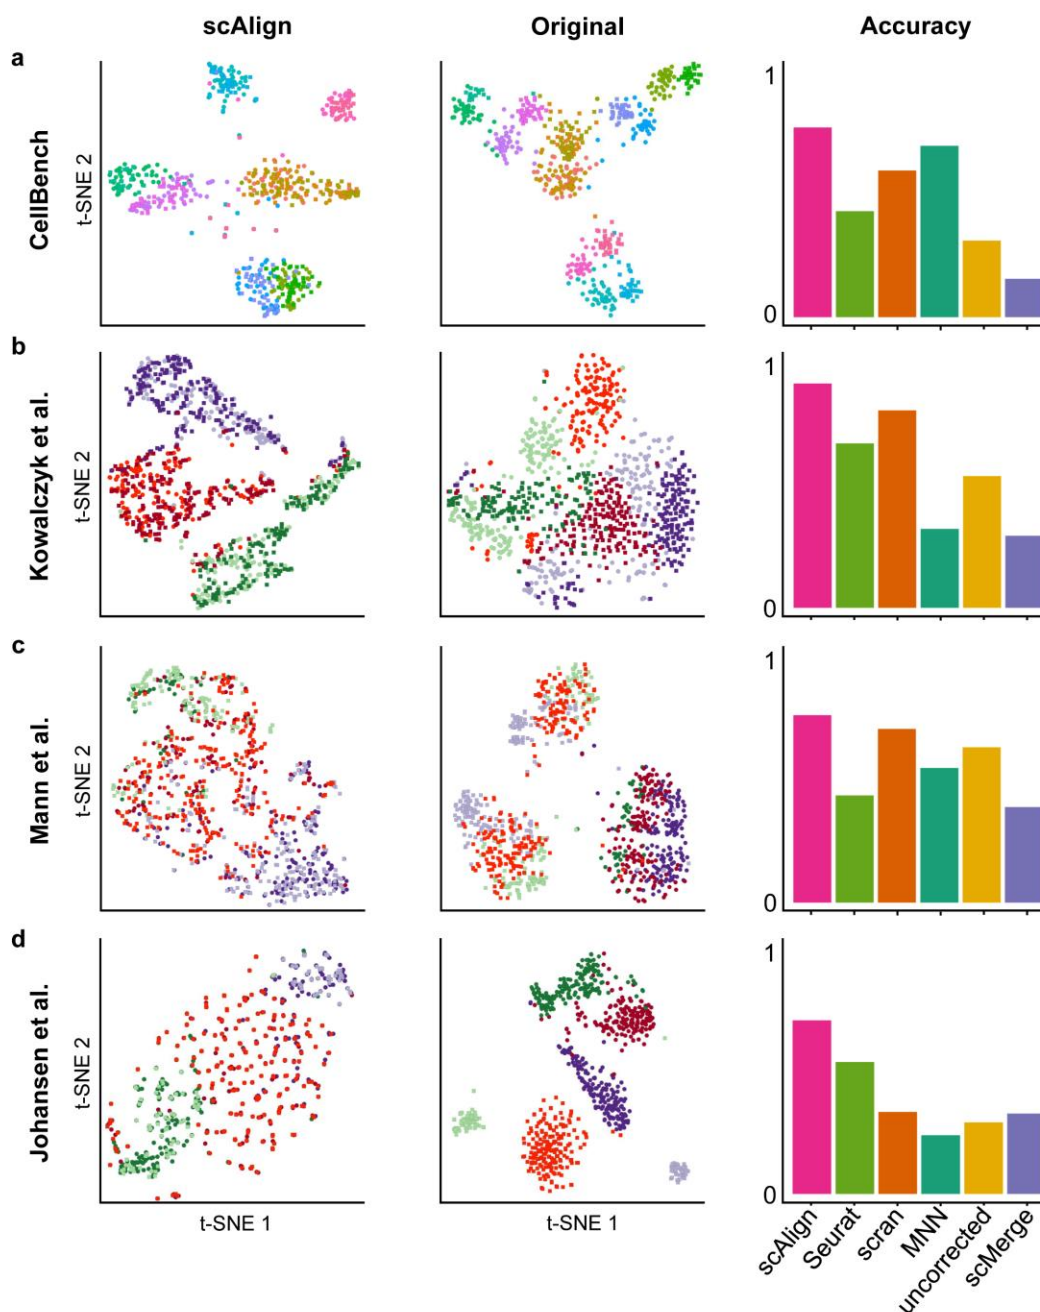 scAlign Original Accuracy
a
CellBench
t-SNE 2
1
0
b
Kowalczyk et al.
t-SNE 2
1
0
c
Mann et al.
t-SNE 2
1
0
d
Johansen et al.
t-SNE 2
1
0
t-SNE 1 t-SNE 1
scAlign
Seurat
scran
MNN
uncorrected
scMerge